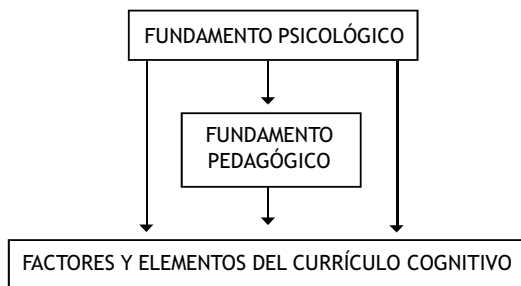 FUNDAMENTO PSICOLÓGICO
FUNDAMENTO
PEDAGÓGICO
FACTORES Y ELEMENTOS DEL CURRÍCULO COGNITIVO